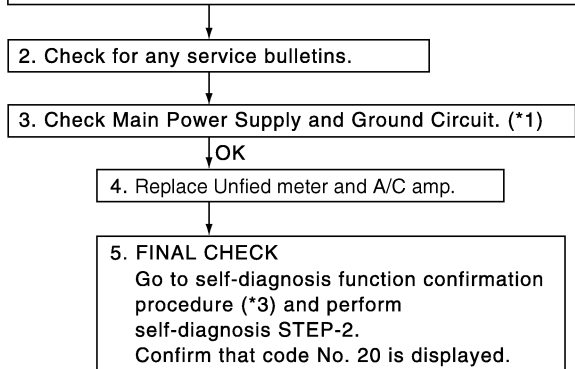 2. Check for any service bulletins.
3. Check Main Power Supply and Ground Circuit. (*1)
OK
4. Replace Unfied meter and A/C amp.
5. FINAL CHECK
Go to self-diagnosis function confirmation
procedure (*3) and perform
self-diagnosis STEP-2.
Confirm that code No. 20 is displayed.